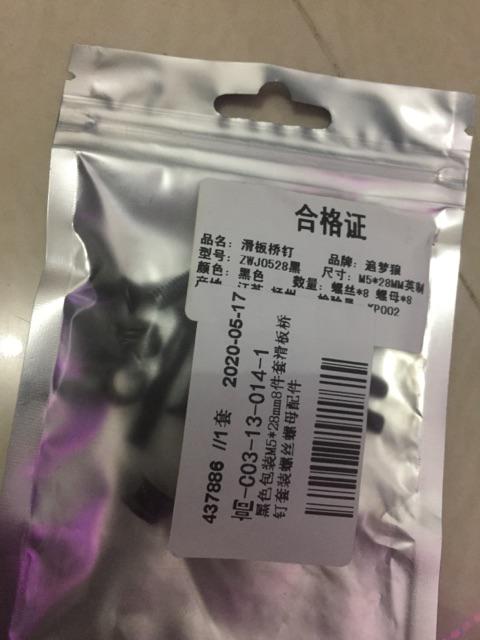 合格证
品名: 滑板桥钉
品牌: 追梦狼
型号: ZWJ0528黑
尺寸: M5*28MM英制
颜色: 黑色
数量: 螺丝*8 螺母*8
437886 //1套 2020-05-17
C03-13-014-1
黑色包装M5*28mm8件套滑板桥
钉套装螺丝螺母配件